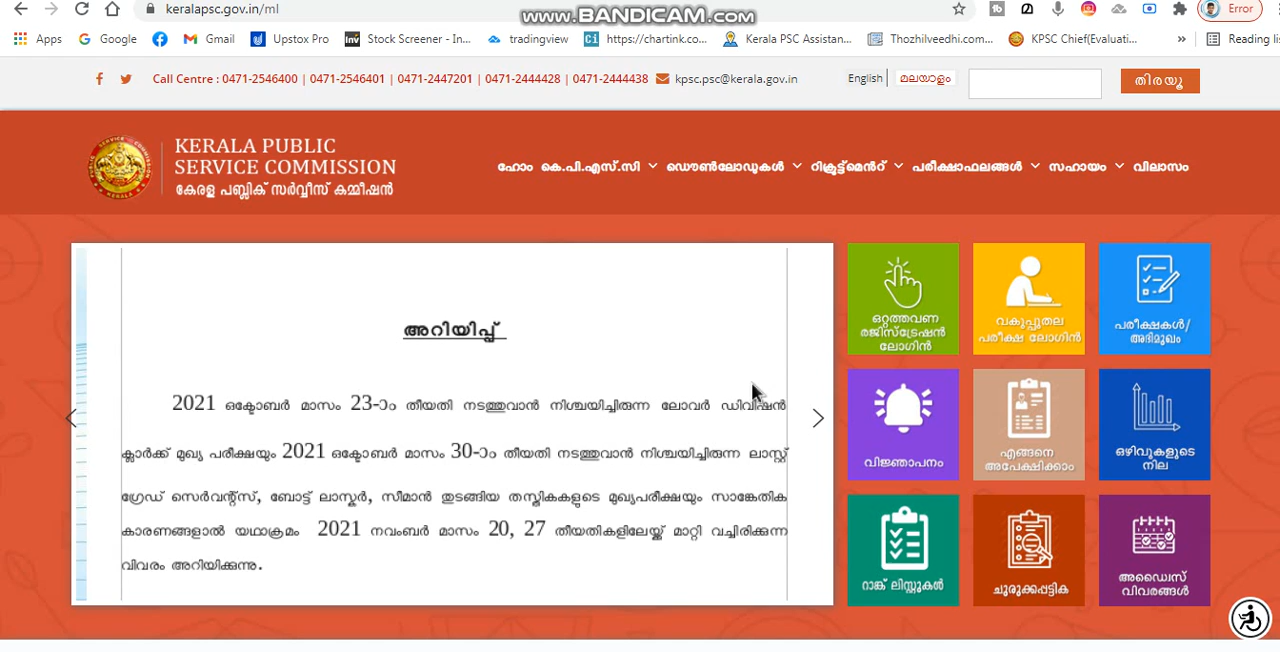 keralapsc.gov.in/ml
www.BANDICAM.com
Error
Apps Google Gmail Upstox Pro Stock Screener - In... tradingview https://chartink.co... Kerala PSC Assistan... Thozhilveedhi.com... KPSC Chief(Evaluati... » Reading li
Call Centre : 0471-2546400 | 0471-2546401 | 0471-2447201 | 0471-2444428 | 0471-2444438 kpsc.psc@kerala.gov.in English മലയാളം തിരയൂ
KERALA PUBLIC
SERVICE COMMISSION
കേരള പബ്ലിക് സർവ്വീസ് കമ്മീഷൻ
ഹോം കെ.പി.എസ്.സി ഡൌൺലോഡുകൾ റിക്രൂട്ട്മെന്റ് പരീക്ഷാഫലങ്ങൾ സഹായം വിലാസം
അറിയിപ്പ്
2021 ഒക്ടോബർ മാസം 23-ാം തീയതി നടത്തുവാൻ നിശ്ചയിച്ചിരുന്ന ലോവർ ഡിവിഷൻ
ക്ലാർക്ക് മുഖ്യ പരീക്ഷയും 2021 ഒക്ടോബർ മാസം 30-ാം തീയതി നടത്തുവാൻ നിശ്ചയിച്ചിരുന്ന ലാസ്റ്റ്
ഗ്രേഡ് സെർവന്റ്സ്, ബോട്ട് ലാസ്കർ, സീമാൻ തുടങ്ങിയ തസ്തികകളുടെ മുഖ്യപരീക്ഷയും സാങ്കേതിക
കാരണങ്ങളാൽ യഥാക്രമം 2021 നവംബർ മാസം 20, 27 തീയതികളിലേയ്ക്ക് മാറ്റി വച്ചിരിക്കുന്ന
വിവരം അറിയിക്കുന്നു.
ഒറ്റത്തവണ
രജിസ്ട്രേഷൻ
ലോഗിൻ
വകുപ്പുതല
പരീക്ഷ ലോഗിൻ
പരീക്ഷകൾ/
അഭിമുഖം
വിജ്ഞാപനം
എങ്ങനെ
അപേക്ഷിക്കാം
ഒഴിവുകളുടെ
നില
റാങ്ക് ലിസ്റ്റുകൾ
ചുരുക്കപ്പട്ടിക
അഡ്വൈസ്
വിവരങ്ങൾ